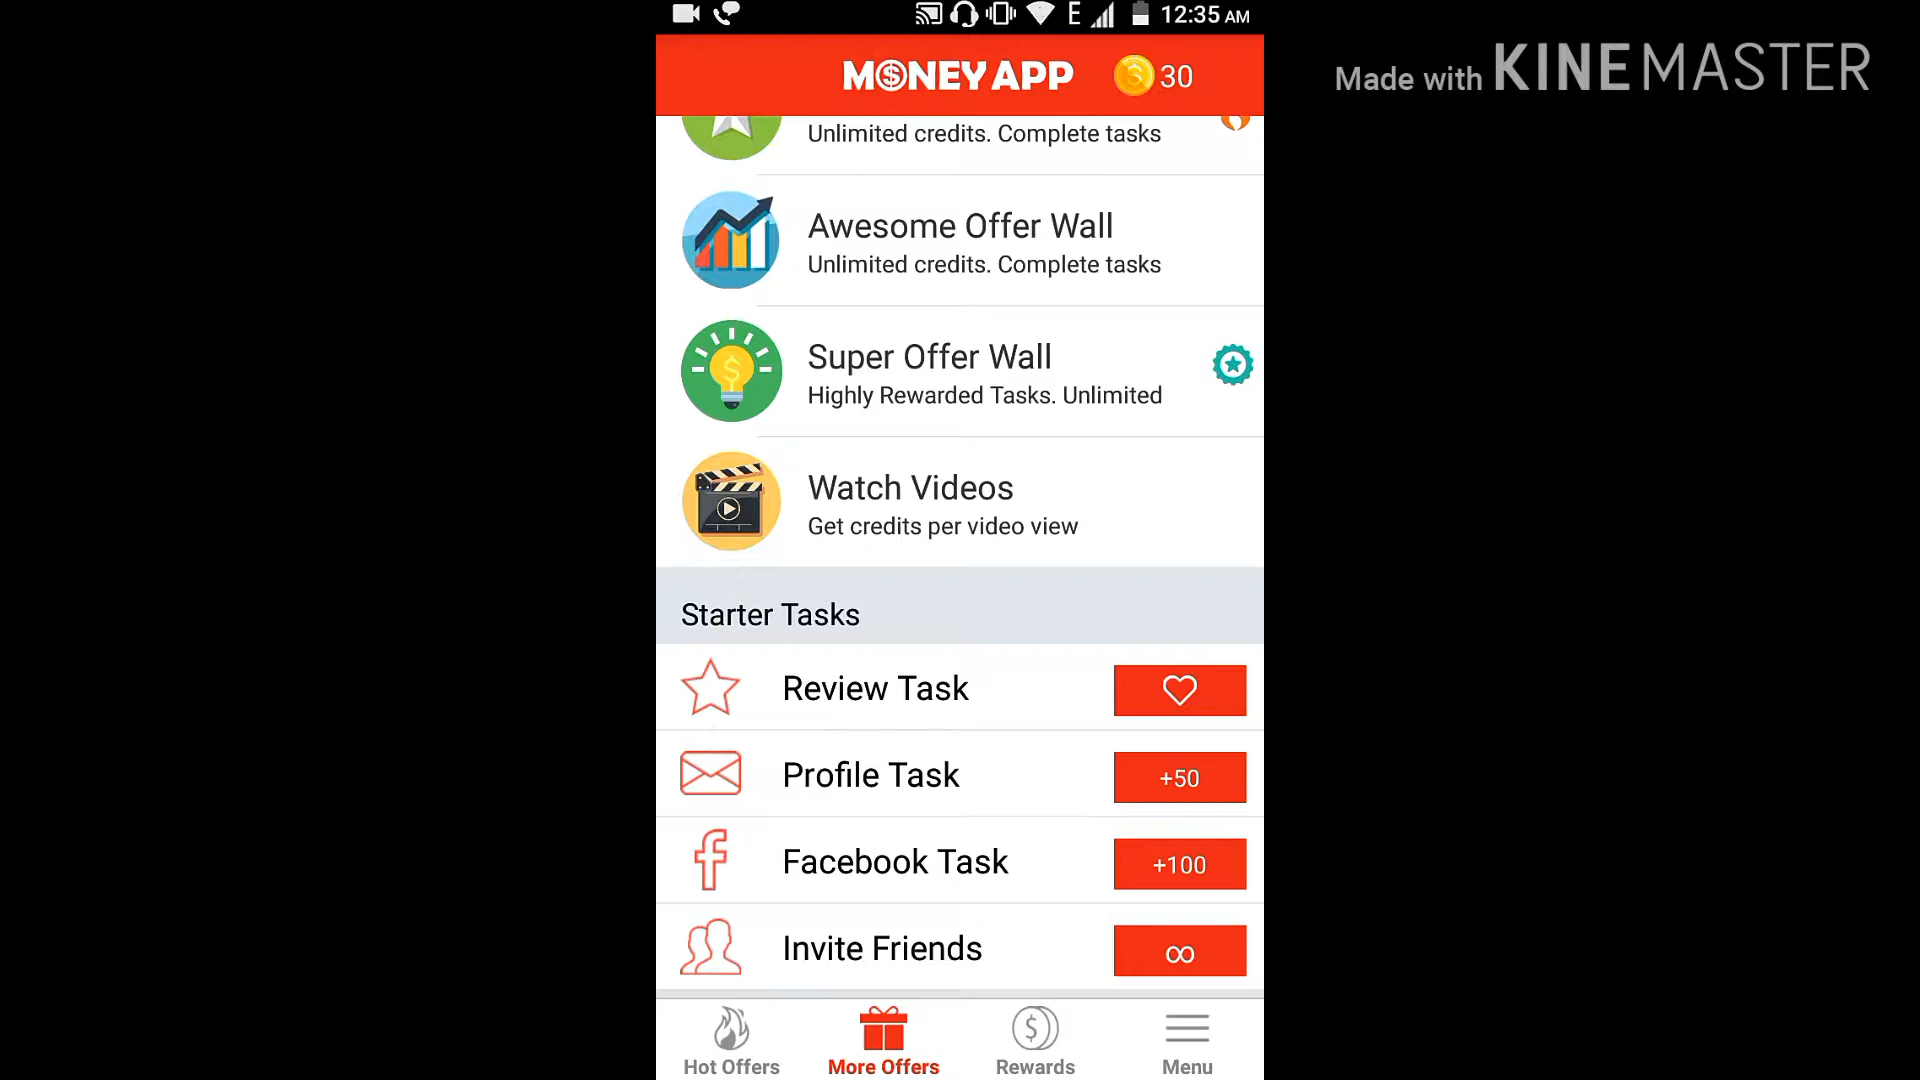 E 12:35 AM
MONEY APP 30
Made with KINEMASTER
Unlimited credits. Complete tasks
Awesome Offer Wall
Unlimited credits. Complete tasks
Super Offer Wall
Highly Rewarded Tasks. Unlimited
Watch Videos
Get credits per video view
Starter Tasks
Review Task
Profile Task +50
Facebook Task +100
Invite Friends ∞
Hot Offers More Offers Rewards Menu